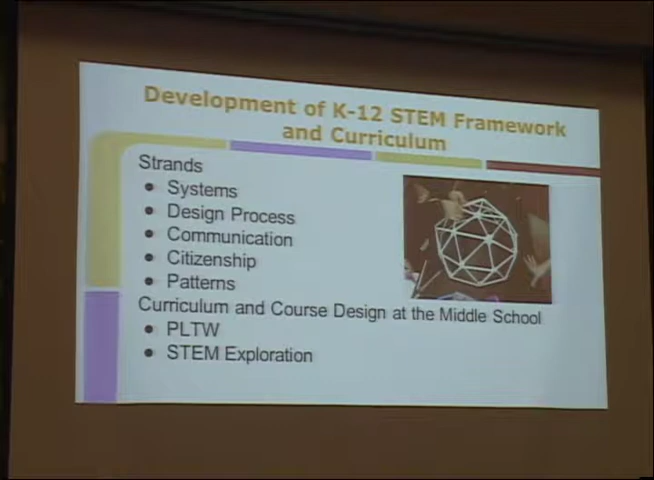 Development of K-12 STEM Framework
and Curriculum
Strands
• Systems
• Design Process
• Communication
• Citizenship
• Patterns
Curriculum and Course Design at the Middle School
• PLTW
• STEM Exploration